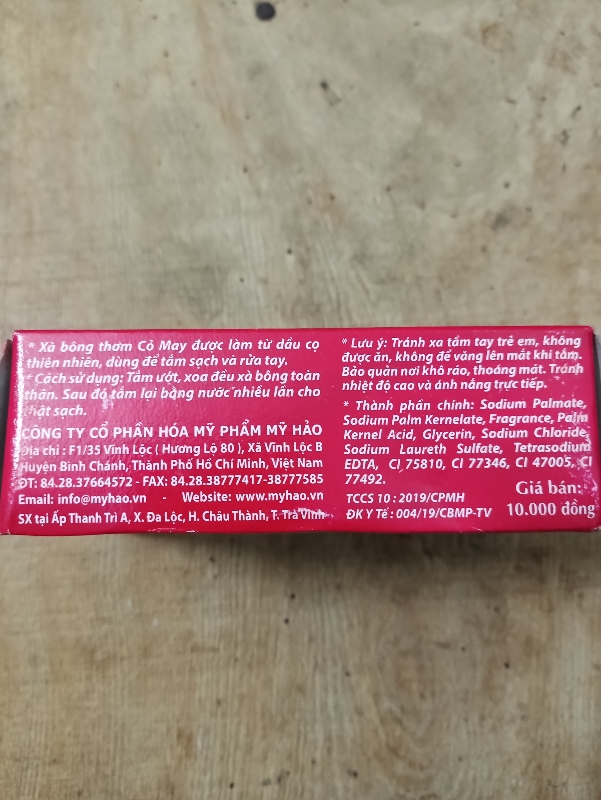 * Xà bông thơm Cỏ May được làm từ dầu cọ
thiên nhiên, dùng để tắm sạch và rửa tay.
* Cách sử dụng: Tắm ướt, xoa đều xà bông toàn
thân. Sau đó tắm lại bằng nước nhiều lần cho
thật sạch.
CÔNG TY CỔ PHẦN HÓA MỸ PHẨM MỸ HẢO
Địa chỉ : F1/35 Vĩnh Lộc ( Hương Lộ 80 ), Xã Vĩnh Lộc B
Huyện Bình Chánh, Thành Phố Hồ Chí Minh, Việt Nam
ĐT: 84.28.37664572 - FAX: 84.28.38777417-38777585
Email: info@myhao.vn - Website: www.myhao.vn
SX tại Ấp Thanh Trì A, X. Đa Lộc, H. Châu Thành, T. Trà Vinh
* Lưu ý: Tránh xa tầm tay trẻ em, không
được ăn, không để văng lên mắt khi tắm.
Bảo quản nơi khô ráo, thoáng mát. Tránh
nhiệt độ cao và ánh nắng trực tiếp.
* Thành phần chính: Sodium Palmate,
Sodium Palm Kernelate, Fragrance, Palm
Kernel Acid, Glycerin, Sodium Chloride,
Sodium Laureth Sulfate, Tetrasodium
EDTA, CI 75810, CI 77346, CI 47005, CI
77492.
TCCS 10 : 2019/CPMH
ĐK Y Tế : 004/19/CBMP-TV
Giá bán:
10.000 đồng